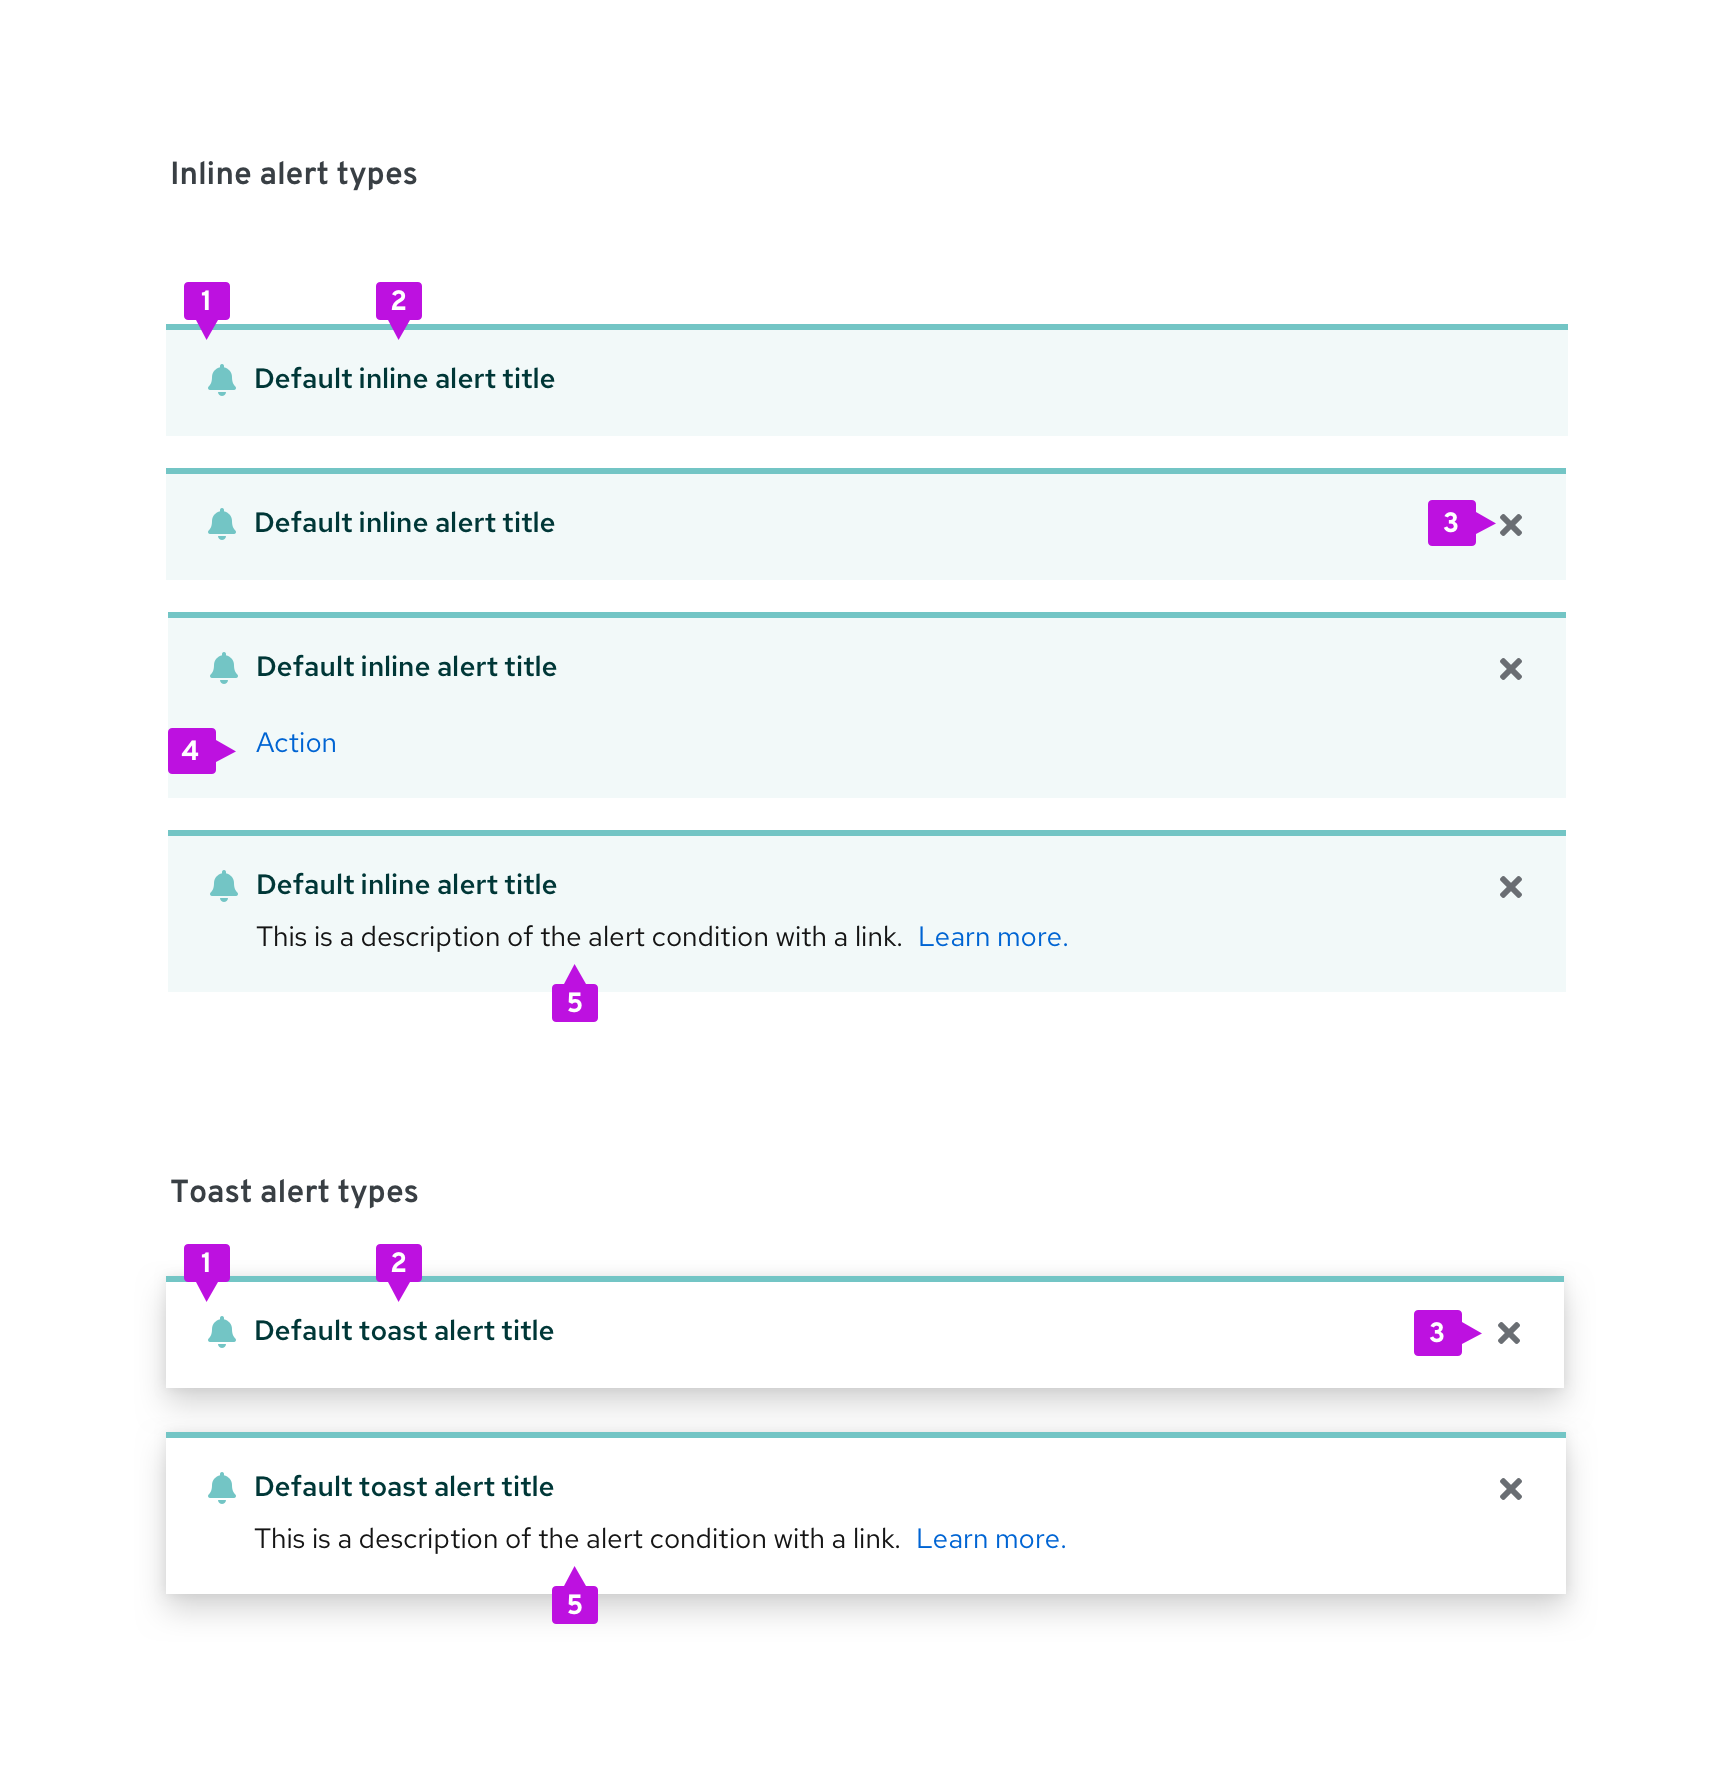 Inline alert types
1 2
Default inline alert title
Default inline alert title 3
Default inline alert title
4 Action
Default inline alert title
This is a description of the alert condition with a link. Learn more.
5
Toast alert types
1 2
Default toast alert title 3
Default toast alert title
This is a description of the alert condition with a link. Learn more.
5